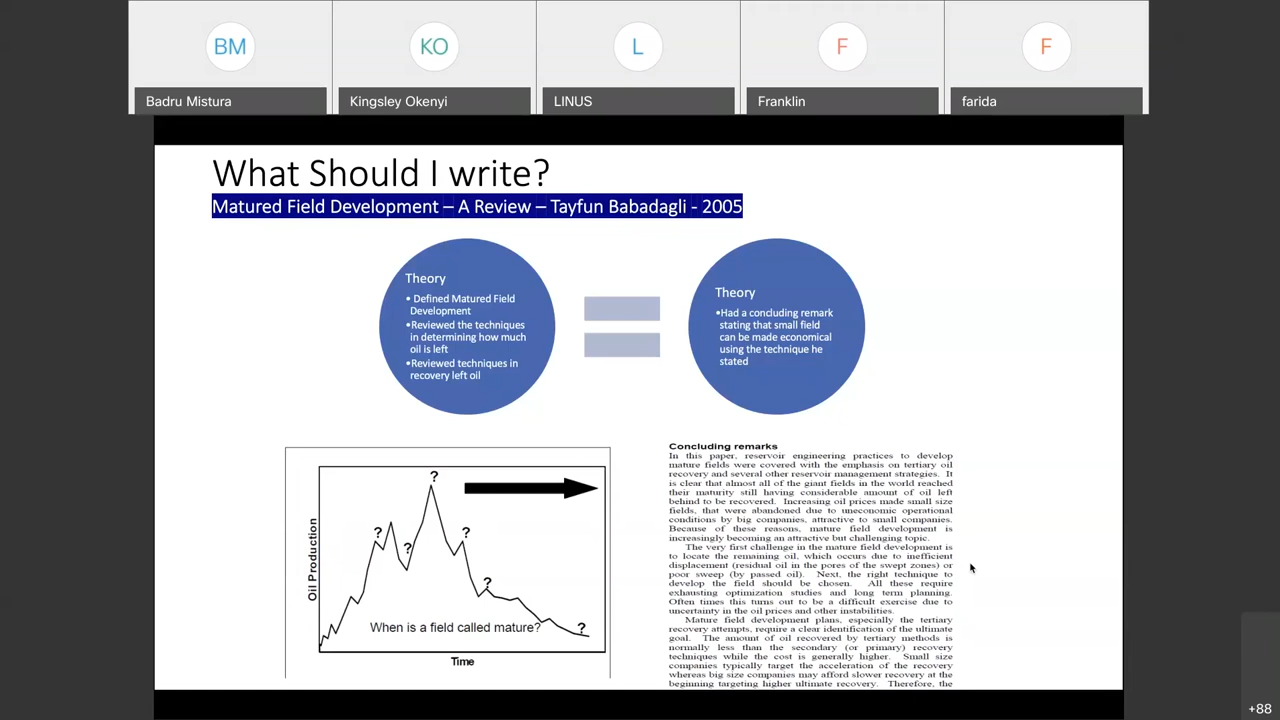 BM
KO
L
F
F
Badru Mistura
Kingsley Okenyi
LINUS
Franklin
farida
What Should I write?
Matured Field Development – A Review – Tayfun Babadagli - 2005
Theory
• Defined Matured Field
Development
•Reviewed the techniques
in determining how much
oil is left
•Reviewed techniques in
recovery left oil
Theory
•Had a concluding remark
stating that small field
can be made economical
using the technique he
stated
Oil Production
?
?
?
?
?
?
When is a field called mature?
Time
Concluding remarks
In this paper, reservoir engineering practices to develop
mature fields were covered with the emphasis on tertiary oil
recovery and several other reservoir management strategies. It
is clear that almost all of the giant fields in the world reached
their maturity still having considerable amount of oil left
behind to be recovered. Increasing oil prices made small size
fields, that were abandoned due to uneconomic operational
conditions by big companies, attractive to small companies.
Because of these reasons, mature field development is
increasingly becoming an attractive but challenging topic.
The very first challenge in the mature field development is
to locate the remaining oil, which occurs due to inefficient
displacement (residual oil in the pores of the swept zones) or
poor sweep (by passed oil). Next, the right technique to
develop the field should be chosen. All these require
exhausting optimization studies and long term planning.
Often times this turns out to be a difficult exercise due to
uncertainty in the oil prices and other instabilities.
Mature field development plans, especially the tertiary
recovery attempts, require a clear identification of the ultimate
goal. The amount of oil recovered by tertiary methods is
normally less than the secondary (or primary) recovery
techniques while the cost is generally higher. Small size
companies typically target the acceleration of the recovery
whereas big size companies may afford slower recovery at the
beginning targeting higher ultimate recovery. Therefore, the
+88